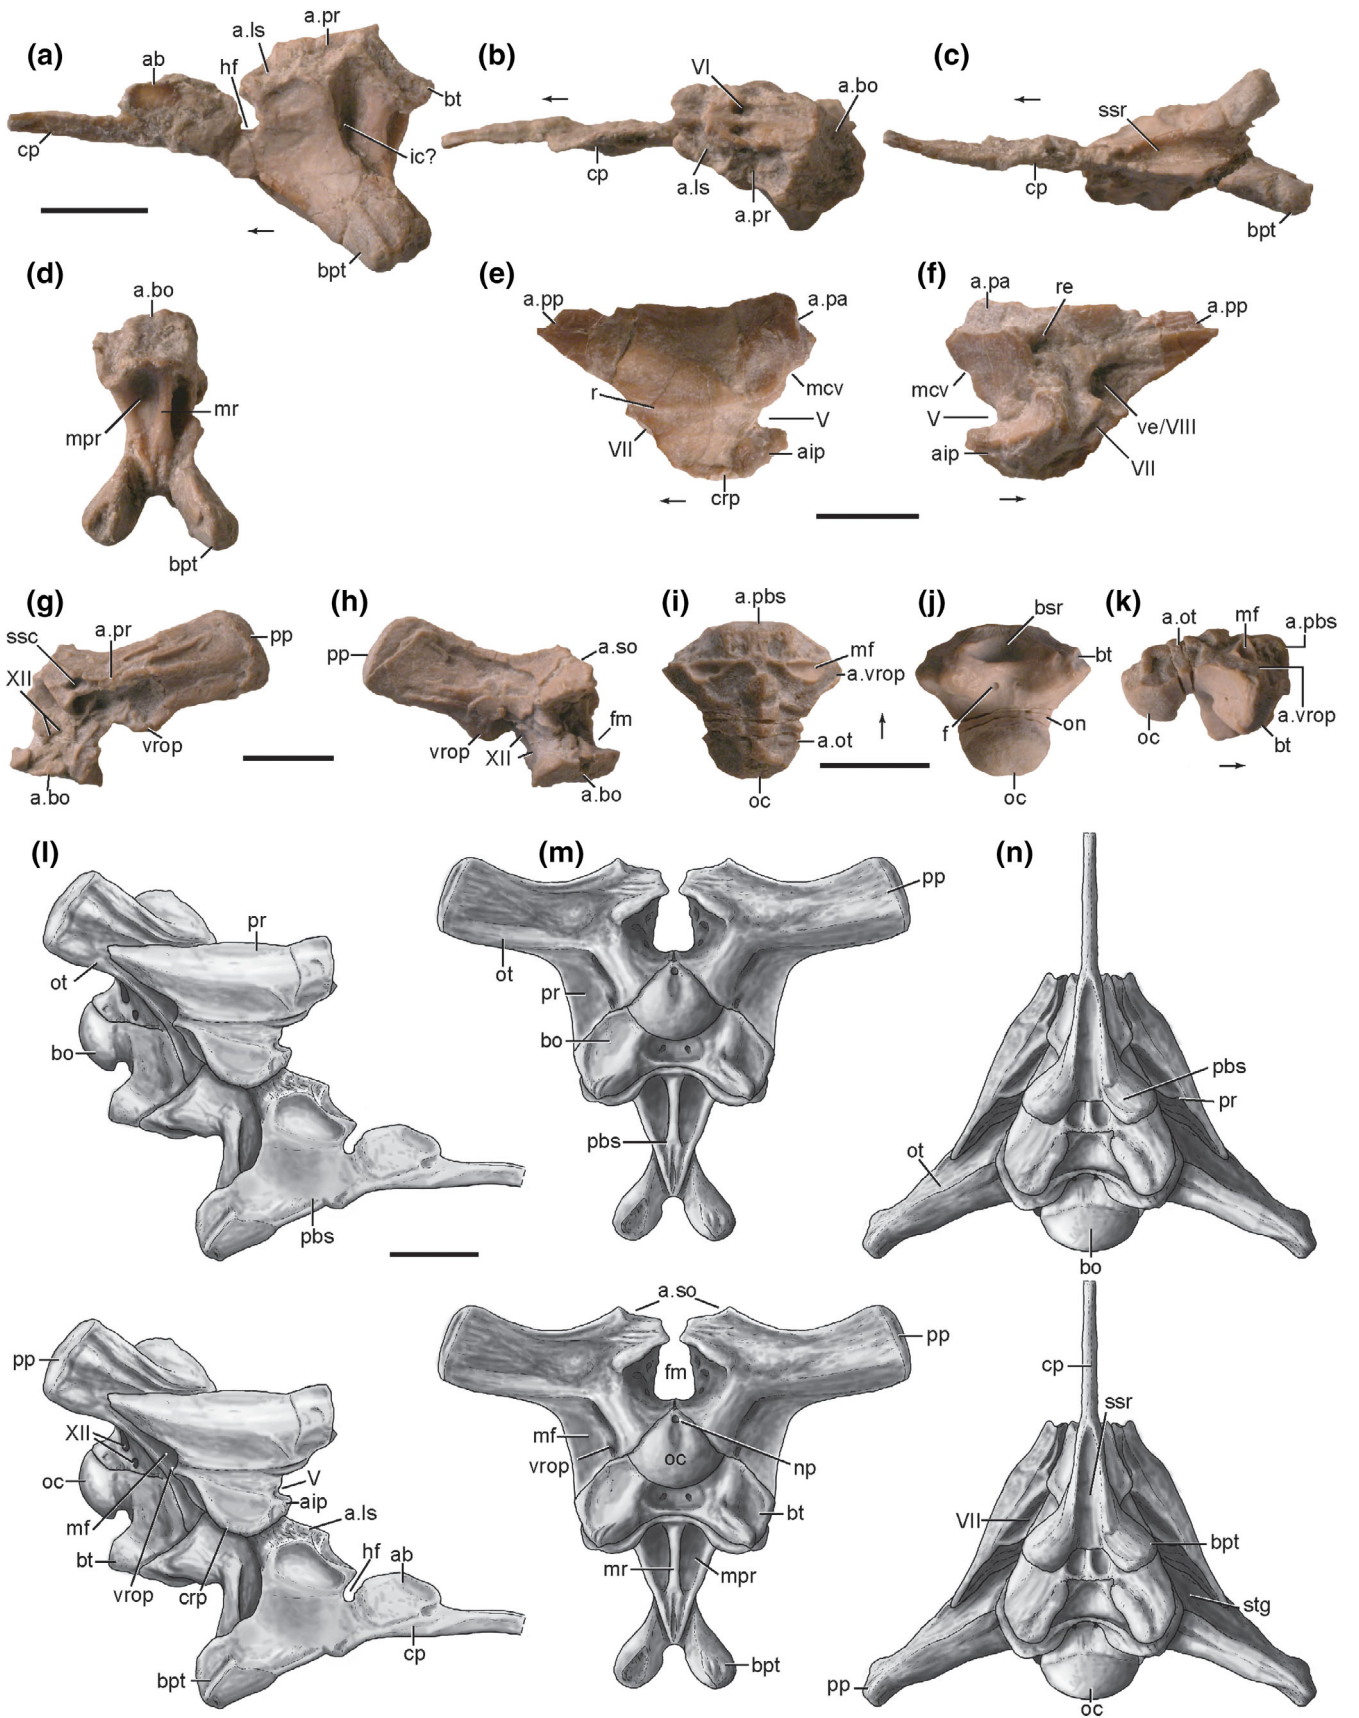 (a)
a.ls
a.pr
ab
hf
bt
cp
ic?
bpt
(b)
VI
a.bo
cp
a.ls
a.pr
(c)
ssr
cp
bpt
(d)
a.bo
mr
mpr
bpt
(e)
a.pp
a.pa
mcv
r
V
VII
aip
crp
(f)
a.pa
re
a.pp
mcv
V
ve/VIII
aip
VII
(g)
ssc
a.pr
pp
XII
vrop
a.bo
(h)
pp
a.so
fm
vrop
XII
a.bo
(i)
a.pbs
mf
a.vrop
a.ot
oc
(j)
bsr
bt
f
on
oc
(k)
a.ot
mf
a.pbs
a.vrop
oc
bt
(l)
pr
ot
bo
pbs
(m)
pp
ot
pr
bo
pbs
(n)
pbs
pr
ot
bo
pp
XII
oc
V
aip
mf
a.ls
bt
hf
ab
vrop
crp
cp
bpt
a.so
pp
fm
mf
vrop
oc
np
bt
mr
mpr
bpt
cp
ssr
VII
bpt
stg
pp
oc